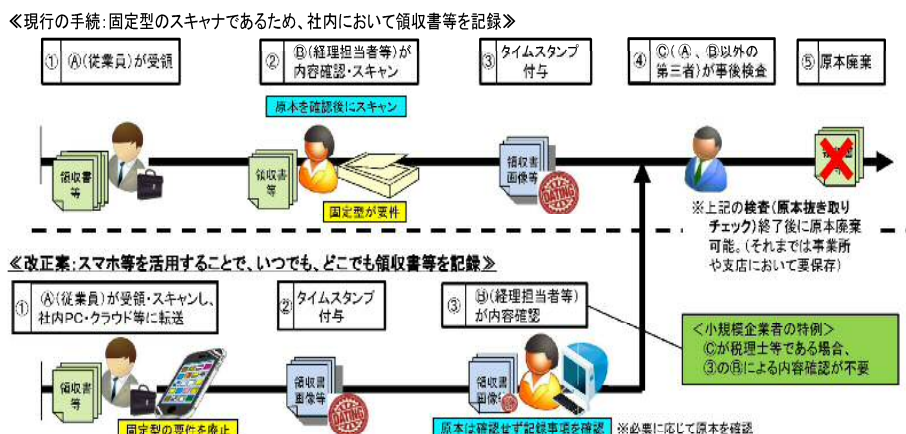 ≪現行の手続:固定型のスキャナであるため、社内において領収書等を記録≫
① Ⓐ(従業員)が受領
② Ⓑ(経理担当者等)が
内容確認・スキャン
③ タイムスタンプ
付与
④ Ⓒ(Ⓐ、Ⓑ以外の
第三者)が事後検査
⑤ 原本廃棄
原本を確認後にスキャン
領収書
等
領収書
等
固定型が要件
領収書
画像等
DATING
※上記の検査(原本抜き取り
チェック)終了後に原本廃棄
可能。(それまでは事業所
や支店において要保存)
≪改正案:スマホ等を活用することで、いつでも、どこでも領収書等を記録≫
① Ⓐ(従業員)が受領・スキャンし、
社内PC・クラウド等に転送
② タイムスタンプ
付与
③ Ⓑ(経理担当者等)
が内容確認
<小規模企業者の特例>
Ⓒが税理士等である場合、
③のⒷによる内容確認が不要
領収書
等
領収書
画像等
DATING
領収書
画像等
固定型の要件を廃止
原本は確認せず記録事項を確認 ※必要に応じて原本を確認